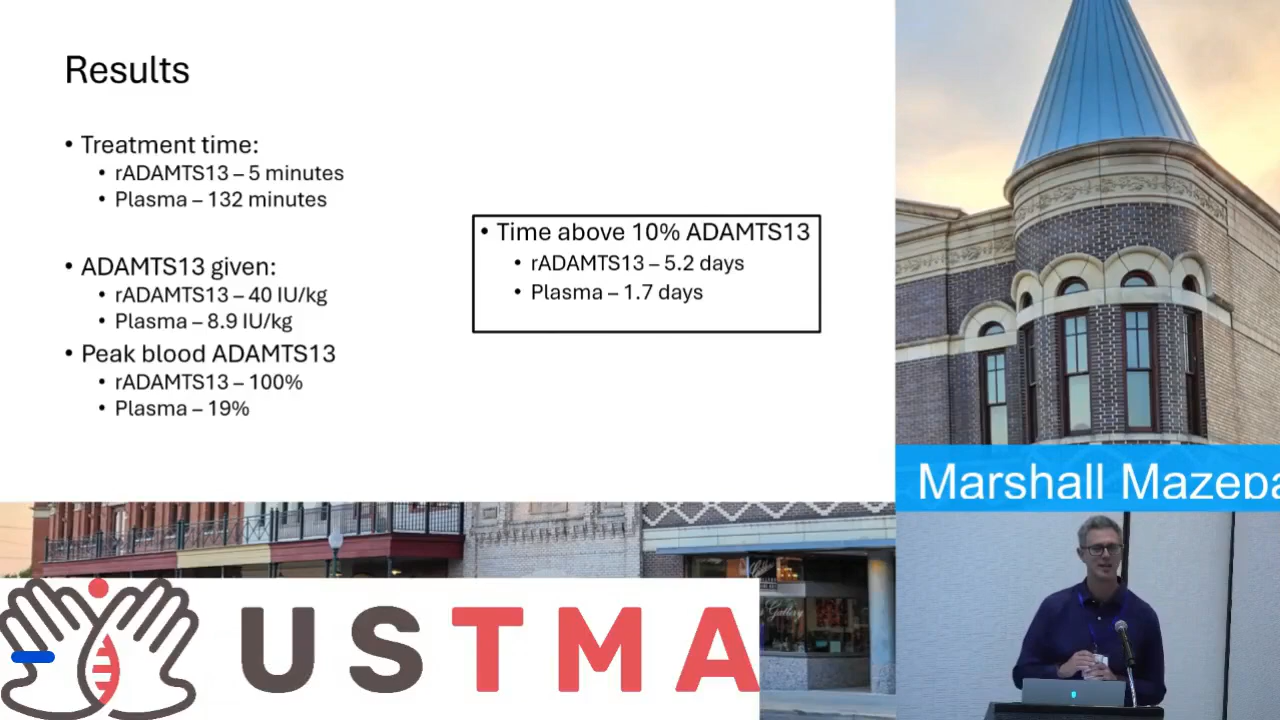 Results
• Treatment time:
• rADAMTS13 – 5 minutes
• Plasma – 132 minutes
• ADAMTS13 given:
• rADAMTS13 – 40 IU/kg
• Plasma – 8.9 IU/kg
• Peak blood ADAMTS13
• rADAMTS13 – 100%
• Plasma – 19%
• Time above 10% ADAMTS13
• rADAMTS13 – 5.2 days
• Plasma – 1.7 days
Marshall Mazepa
USTMA
Gallery